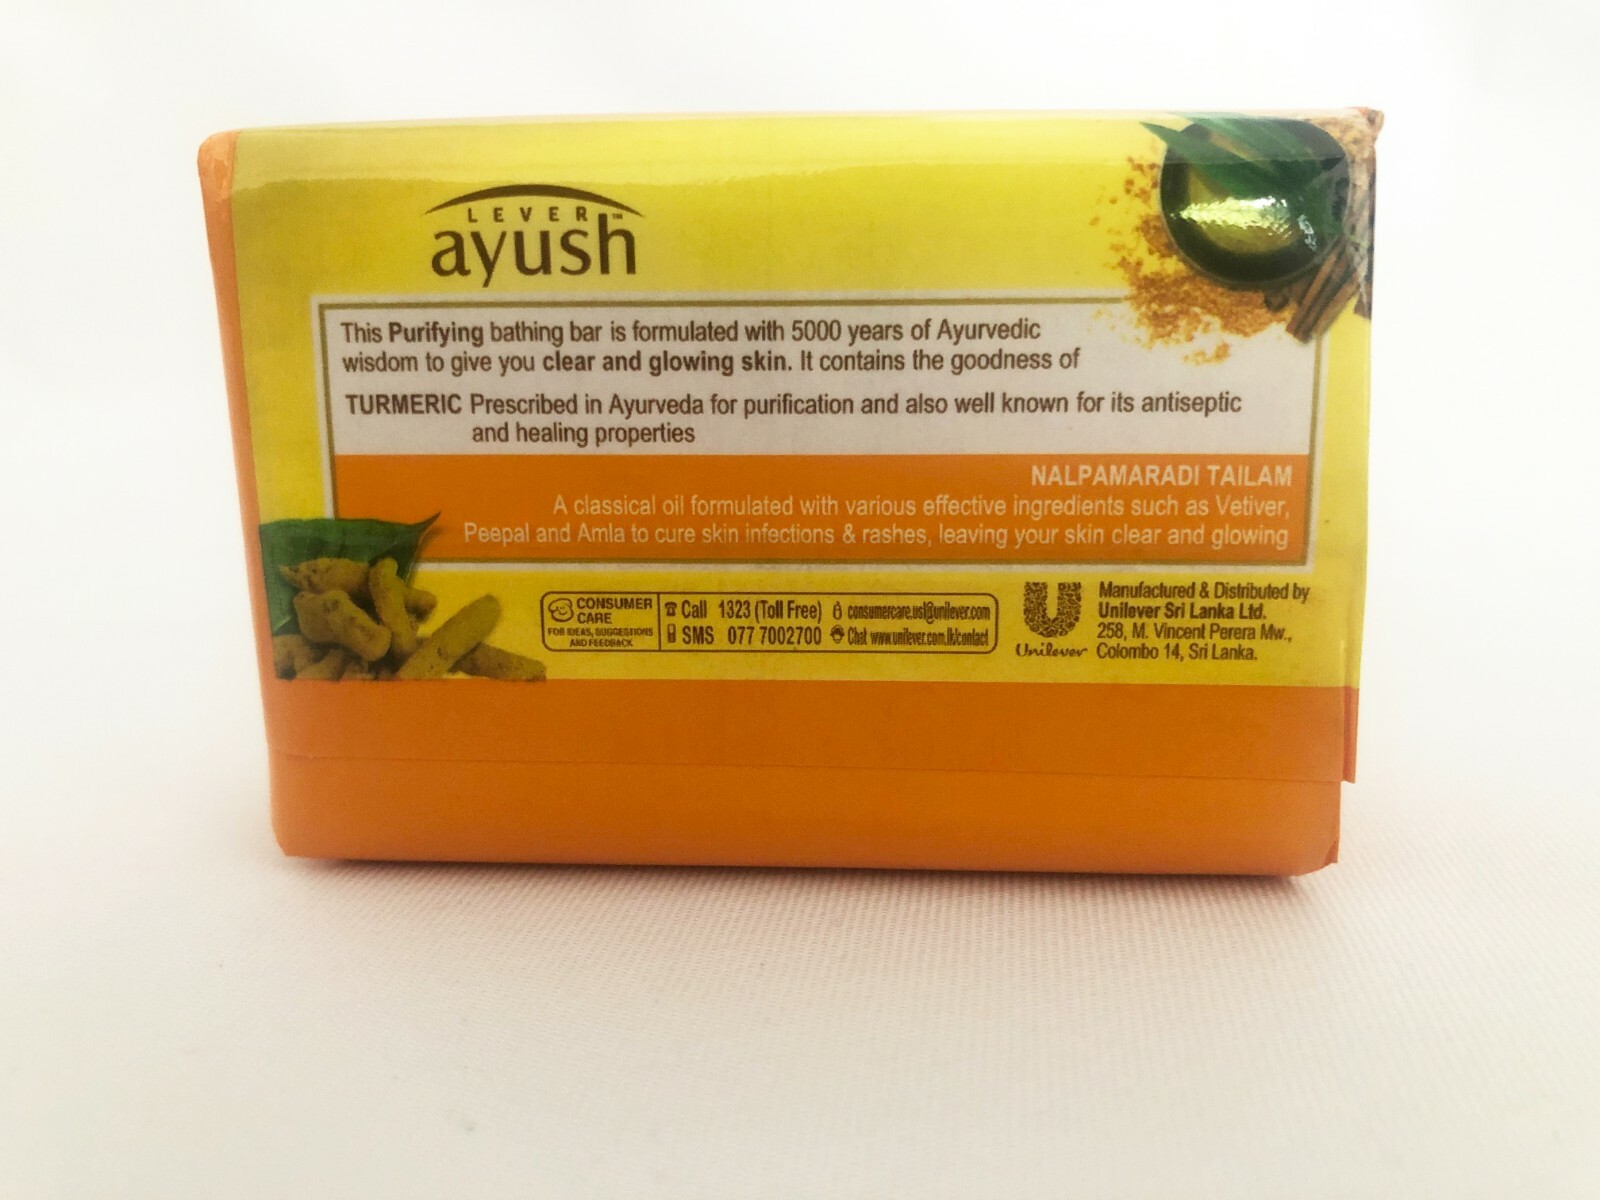 LEVER™
ayush
This Purifying bathing bar is formulated with 5000 years of Ayurvedic
wisdom to give you clear and glowing skin. It contains the goodness of
TURMERIC Prescribed in Ayurveda for purification and also well known for its antiseptic
and healing properties
NALPAMARADI TAILAM
A classical oil formulated with various effective ingredients such as Vetiver,
Peepal and Amla to cure skin infections & rashes, leaving your skin clear and glowing
CONSUMER
CARE
FOR IDEAS, SUGGESTIONS
AND FEEDBACK
Call 1323 (Toll Free)
SMS 077 7002700
consumercare.usl@unilever.com
Chat www.unilever.com.lk/contact
Unilever
Manufactured & Distributed by
Unilever Sri Lanka Ltd.
258, M. Vincent Perera Mw.,
Colombo 14, Sri Lanka.